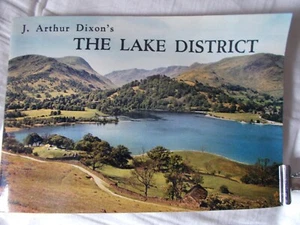 J. Arthur Dixon's
THE LAKE DISTRICT